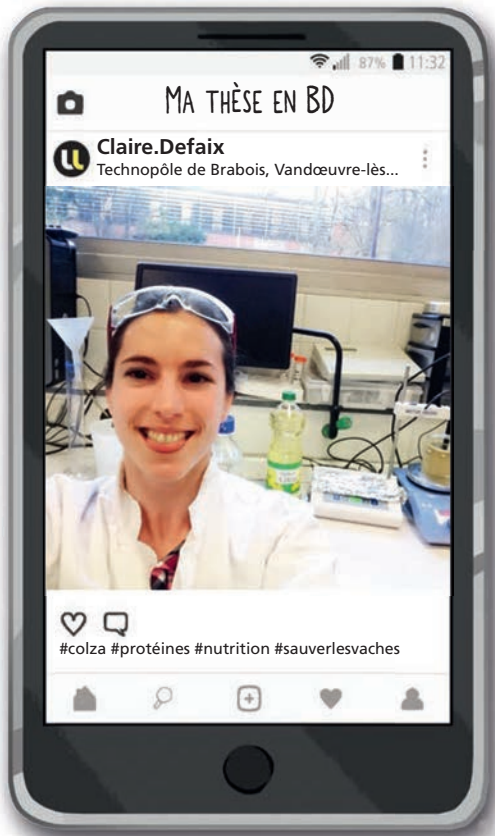 87% 11:32
MA THÈSE EN BD
Claire.Defaix
Technopôle de Brabois, Vandœuvre-lès...
#colza #protéines #nutrition #sauverlesvaches